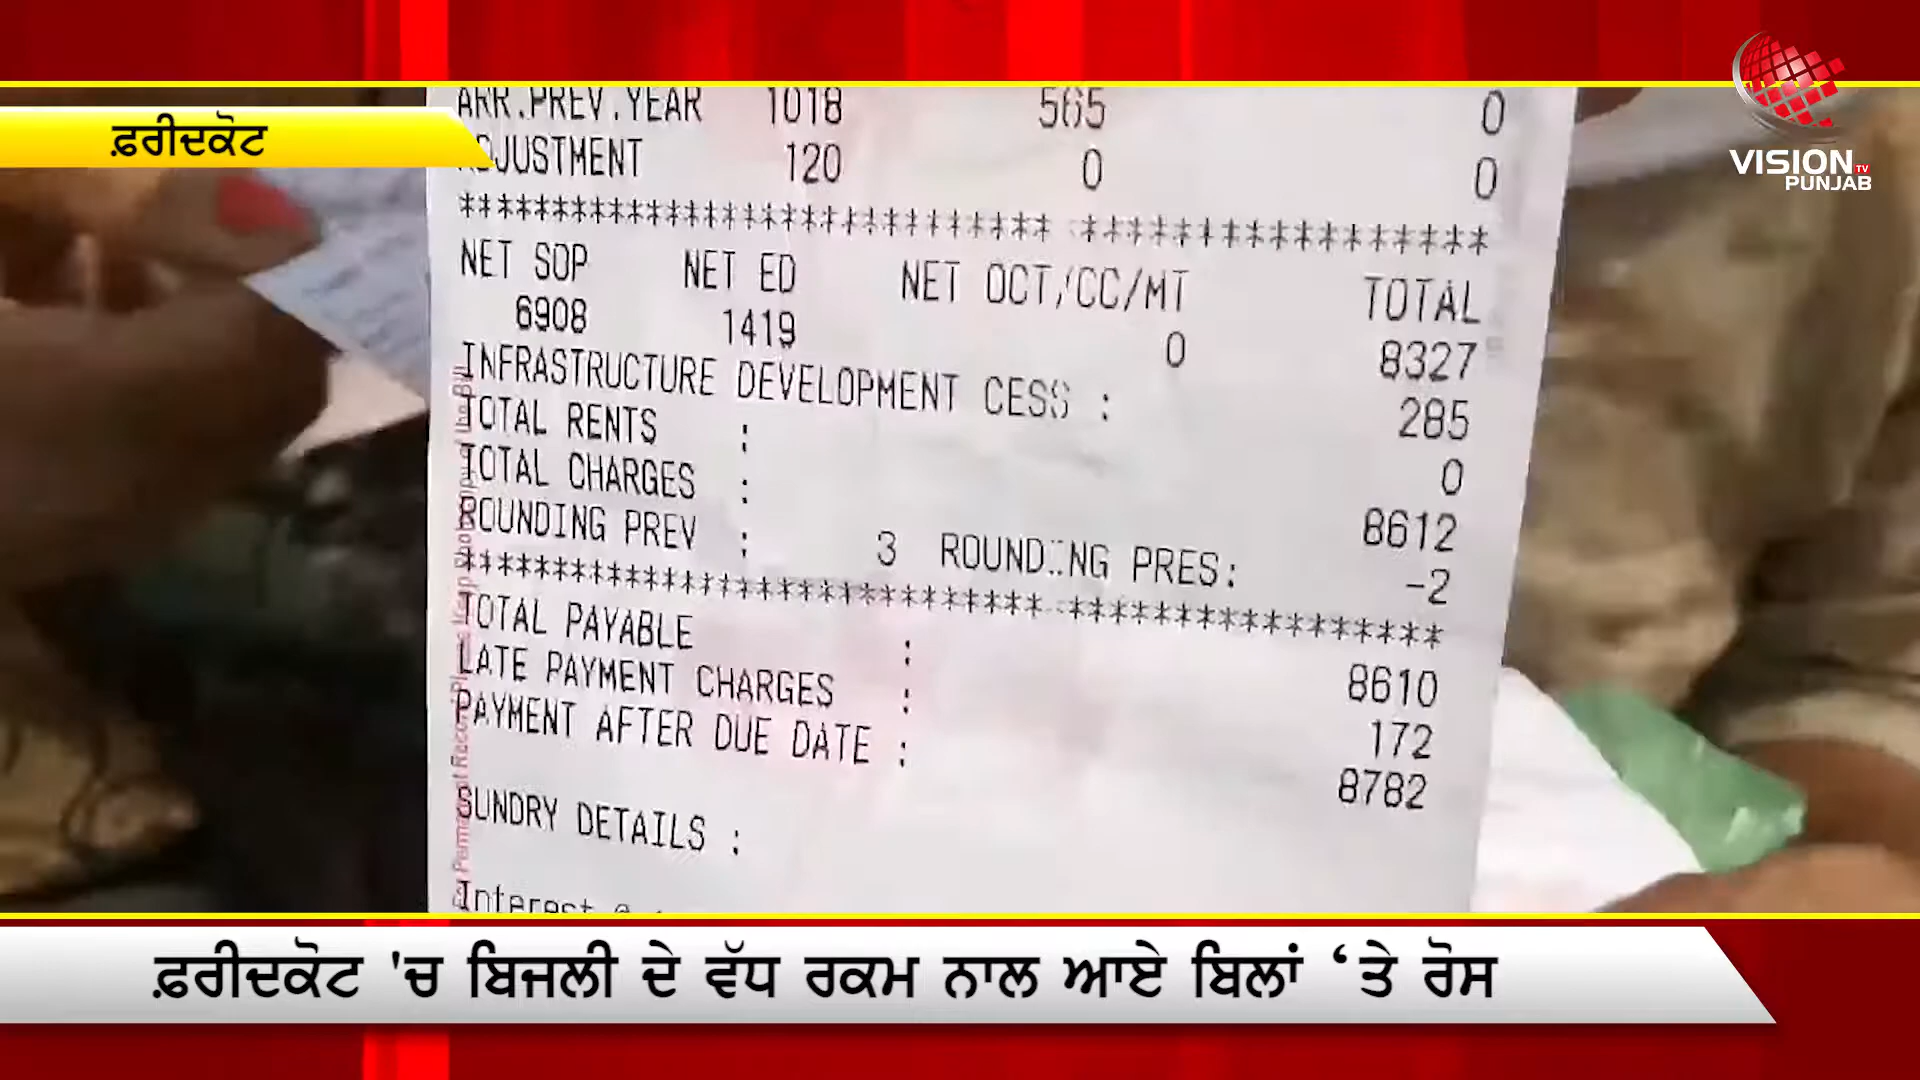 ਫ਼ਰੀਦਕੋਟ
VISION TV
PUNJAB
ARR.PREV.YEAR 1018 565 0
ADJUSTMENT 120 0 0
NET SOP NET ED NET OCT/CC/MT TOTAL
6908 1419 0 8327
INFRASTRUCTURE DEVELOPMENT CESS : 285
TOTAL RENTS : 0
TOTAL CHARGES : 8612
ROUNDING PREV : 3 ROUNDING PRES: -2
TOTAL PAYABLE : 8610
LATE PAYMENT CHARGES : 172
PAYMENT AFTER DUE DATE : 8782
SUNDRY DETAILS :
Interest
ਫ਼ਰੀਦਕੋਟ 'ਚ ਬਿਜਲੀ ਦੇ ਵੱਧ ਰਕਮ ਨਾਲ ਆਏ ਬਿਲਾਂ ‘ਤੇ ਰੋਸ